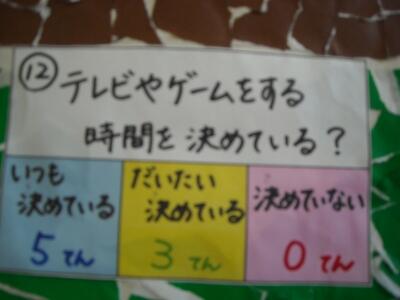 ⑫ テレビやゲームをする
時間を決めている？
いつも
決めている
5てん
だいたい
決めている
3てん
決めていない
0てん